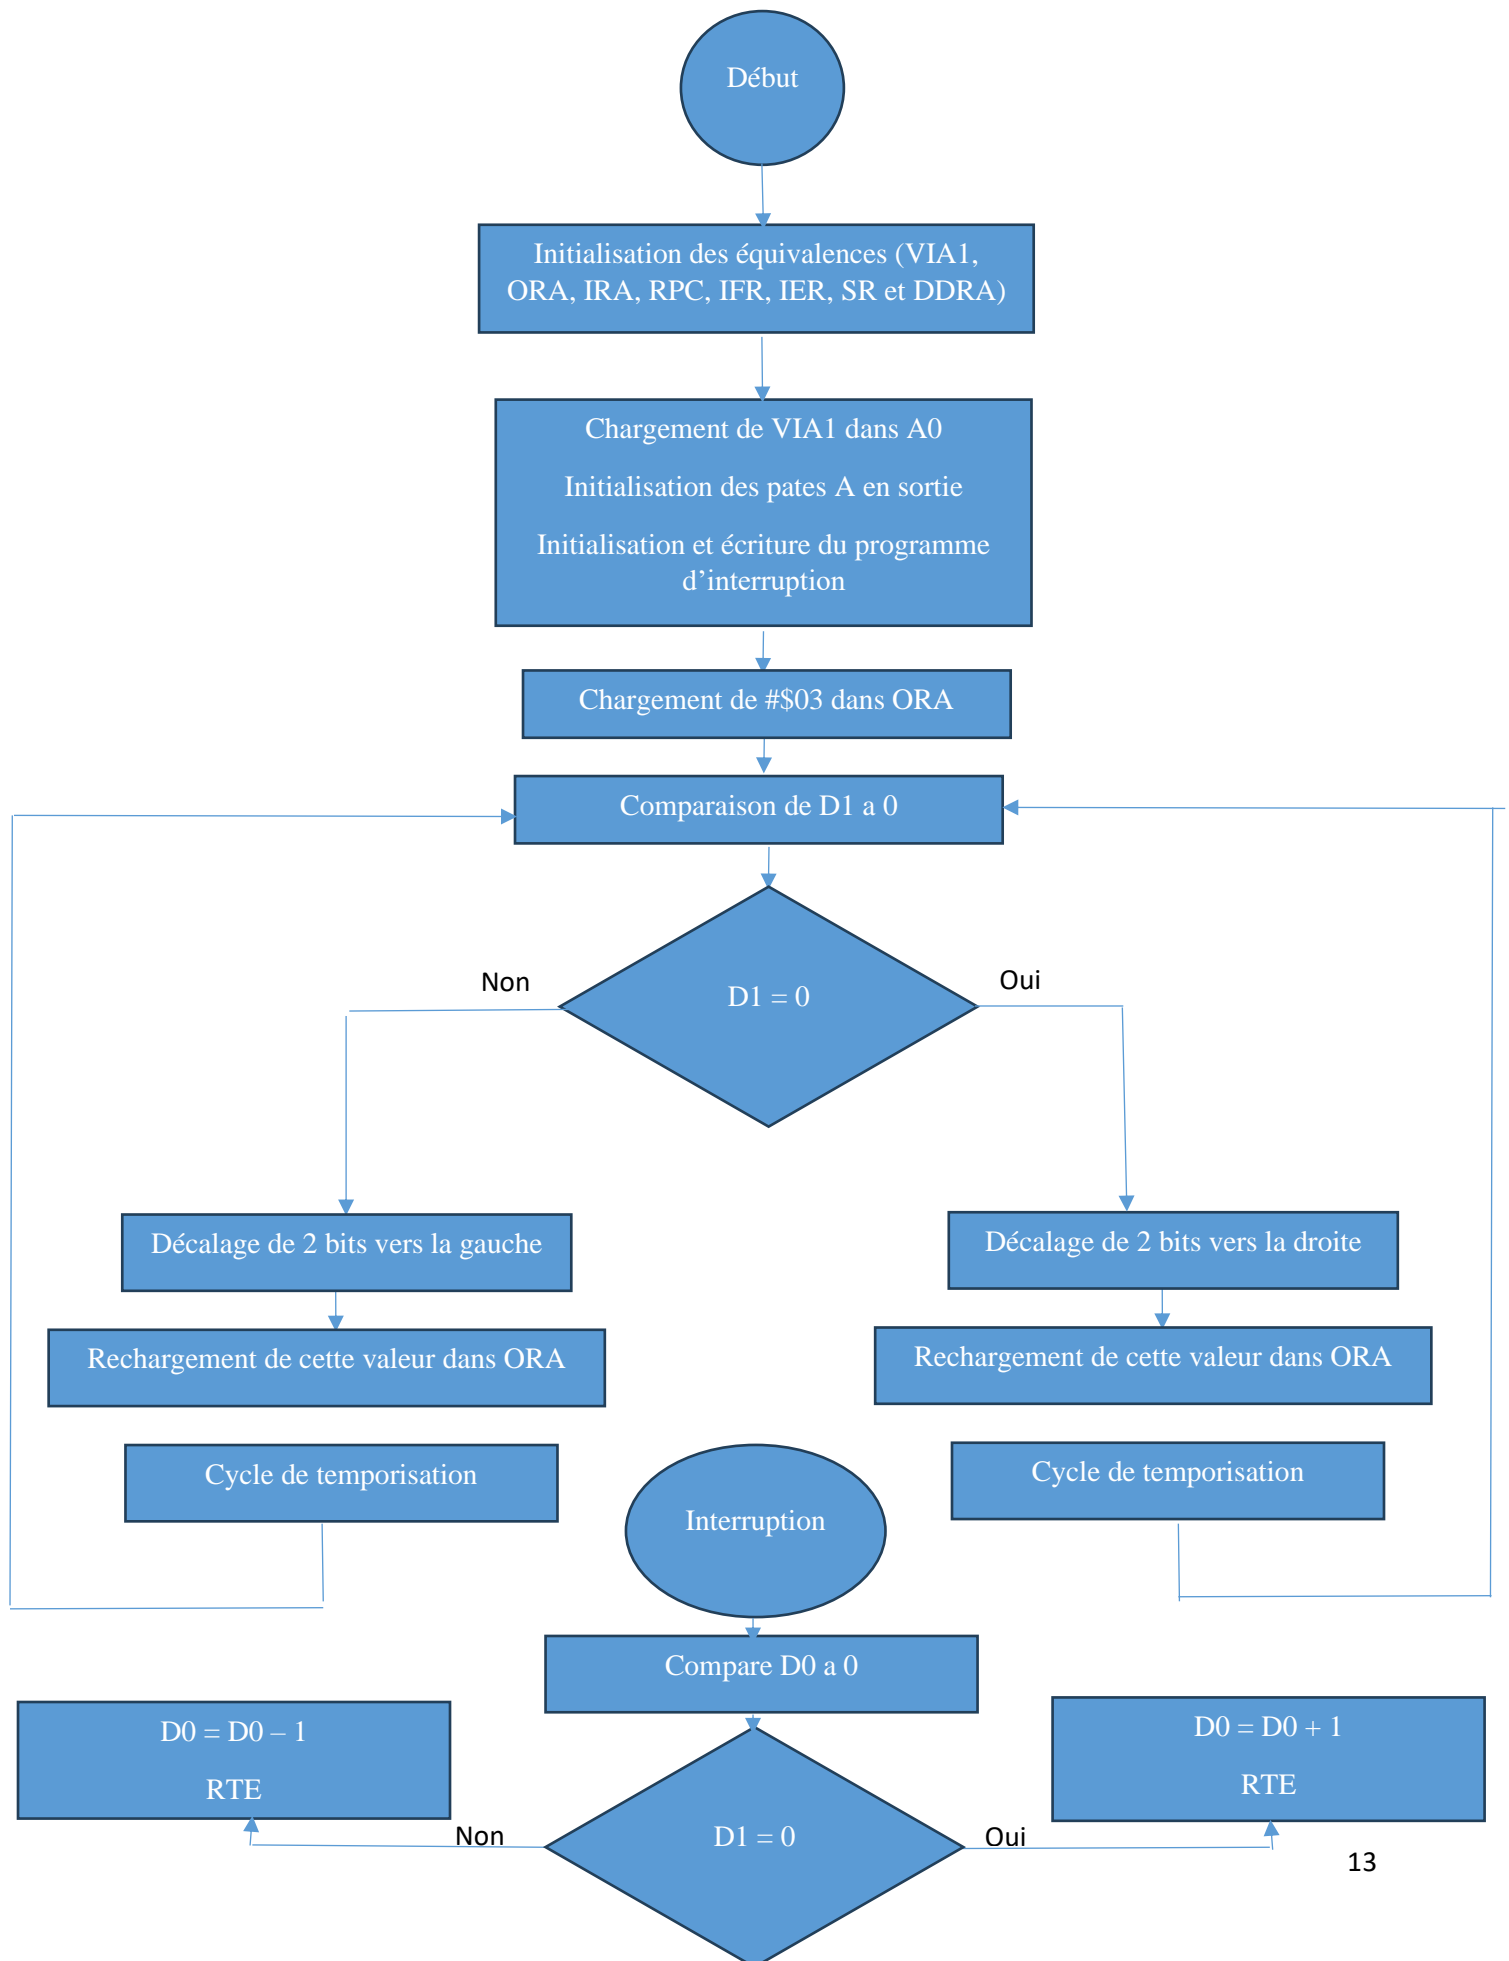 Début
Initialisation des équivalences (VIA1,
ORA, IRA, RPC, IFR, IER, SR et DDRA)
Chargement de VIA1 dans A0
Initialisation des pates A en sortie
Initialisation et écriture du programme
d’interruption
Chargement de #$03 dans ORA
Comparaison de D1 a 0
Non
D1 = 0
Oui
Décalage de 2 bits vers la gauche
Décalage de 2 bits vers la droite
Rechargement de cette valeur dans ORA
Rechargement de cette valeur dans ORA
Cycle de temporisation
Cycle de temporisation
Interruption
Compare D0 a 0
D0 = D0 – 1
RTE
D0 = D0 + 1
RTE
Non
D1 = 0
Oui
13